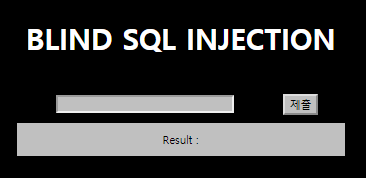 BLIND SQL INJECTION
제출
Result :